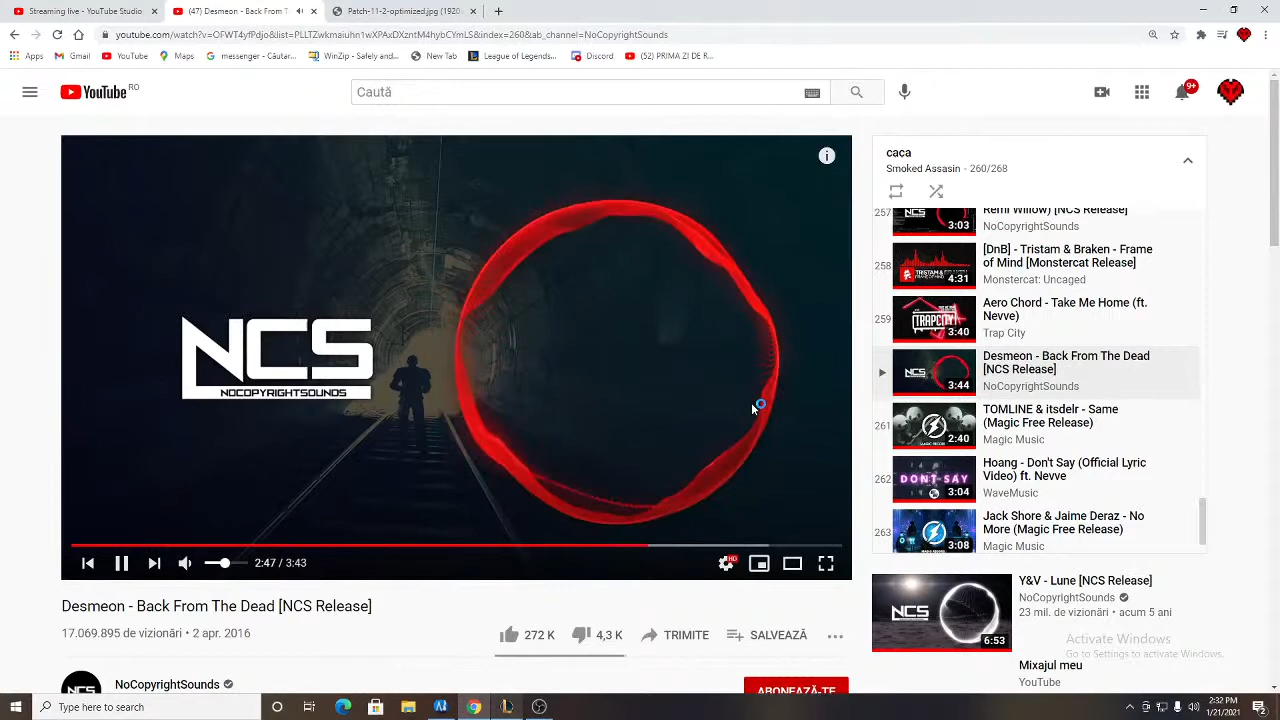 Streaming live - YouTube Studio
(47) Desmeon - Back From The
Patch-11-2-optimized.jpg (1920
youtube.com/watch?v=OFWT4yfPdjo&list=PLLTZwkmaiuhn1wXPAxDXzntM4hybCYmLS&index=260&ab_channel=NoCopyrightSounds
Apps Gmail YouTube Maps messenger - Căutar... WinZip - Safely and... New Tab League of Legends... Discord (52) PRIMA ZI DE R...
YouTube RO
Caută
9+
caca
Smoked Assasin - 260/268
257
Remi Willow) [NCS Release]
NoCopyrightSounds
3:03
258
[DnB] - Tristam & Braken - Frame
of Mind [Monstercat Release]
Monstercat: Uncaged
4:31
259
Aero Chord - Take Me Home (ft.
Nevve)
Trap City
3:40
Desmeon - Back From The Dead
[NCS Release]
NoCopyrightSounds
3:44
261
TOMLINE & itsdelr - Same
(Magic Free Release)
Magic Music
2:40
262
Hoang - Don't Say (Official Lyric
Video) ft. Nevve
WaveMusic
3:04
263
Jack Shore & Jaime Deraz - No
More (Magic Free Release)
Magic Music
3:08
NCS
NOCOPYRIGHTSOUNDS
2:47 / 3:43
HD
Desmeon - Back From The Dead [NCS Release]
17.069.895 de vizionări • 2 apr. 2016
272 K 4,3 K TRIMITE SALVEAZĂ
NCS
NoCopyrightSounds
ABONEAZĂ-TE
Y&V - Lune [NCS Release]
NoCopyrightSounds
23 mil. de vizionări • acum 5 ani
NCS
6:53
Activate Windows
Go to Settings to activate Windows.
Mixajul meu
YouTube
Type here to search
2:32 PM
1/21/2021